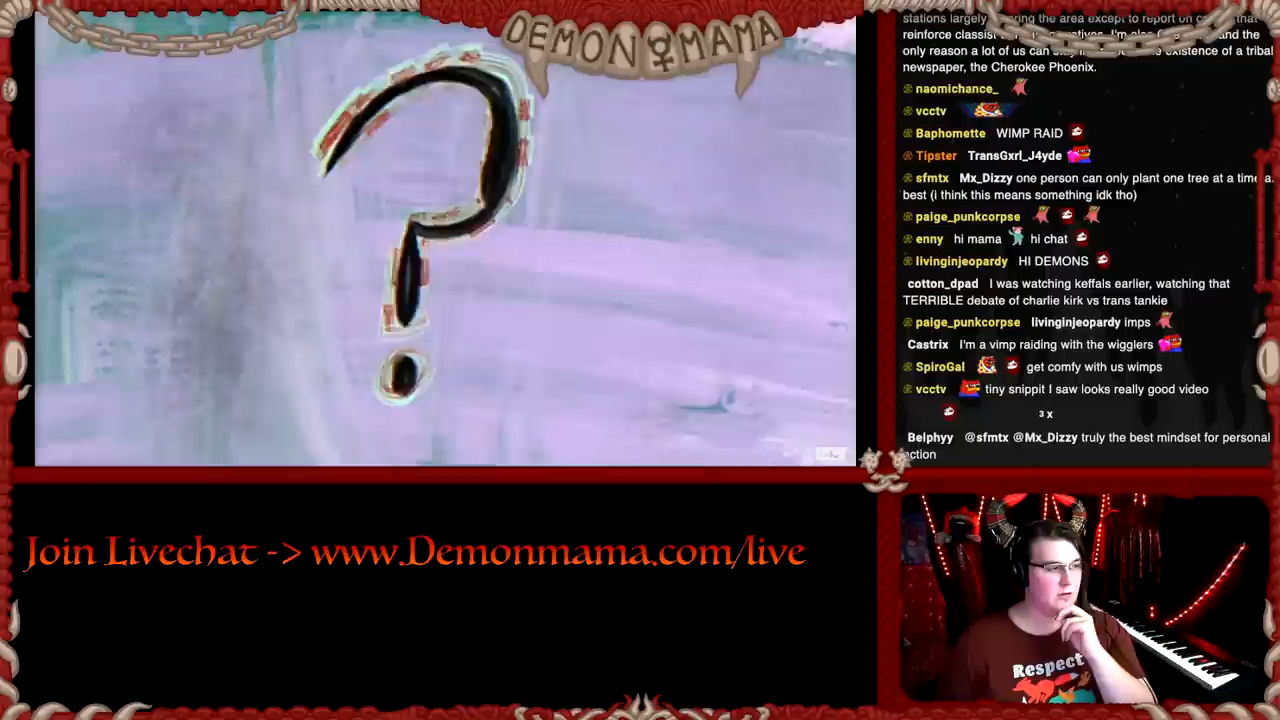 DEMON♀MAMA
stations largely the area except to report on that
reinforce classist I'm and the
only reason a lot of us can existence of a tribal
newspaper, the Cherokee Phoenix.
naomichance_
vcctv
Baphomette WIMP RAID
Tipster TransGxrl_J4yde
sfmtx Mx_Dizzy one person can only plant one tree at a time a
best (i think this means something idk tho)
paige_punkcorpse
enny hi mama hi chat
livinginjeopardy HI DEMONS
cotton_dpad I was watching keffals earlier, watching that
TERRIBLE debate of charlie kirk vs trans tankie
paige_punkcorpse livinginjeopardy imps
Castrix I'm a vimp raiding with the wigglers
SpiroGal get comfy with us wimps
vcctv tiny snippit I saw looks really good video
3 x
Belphyy @sfmtx @Mx_Dizzy truly the best mindset for personal
action
?
Join Livechat -> www.Demonmama.com/live
Respect